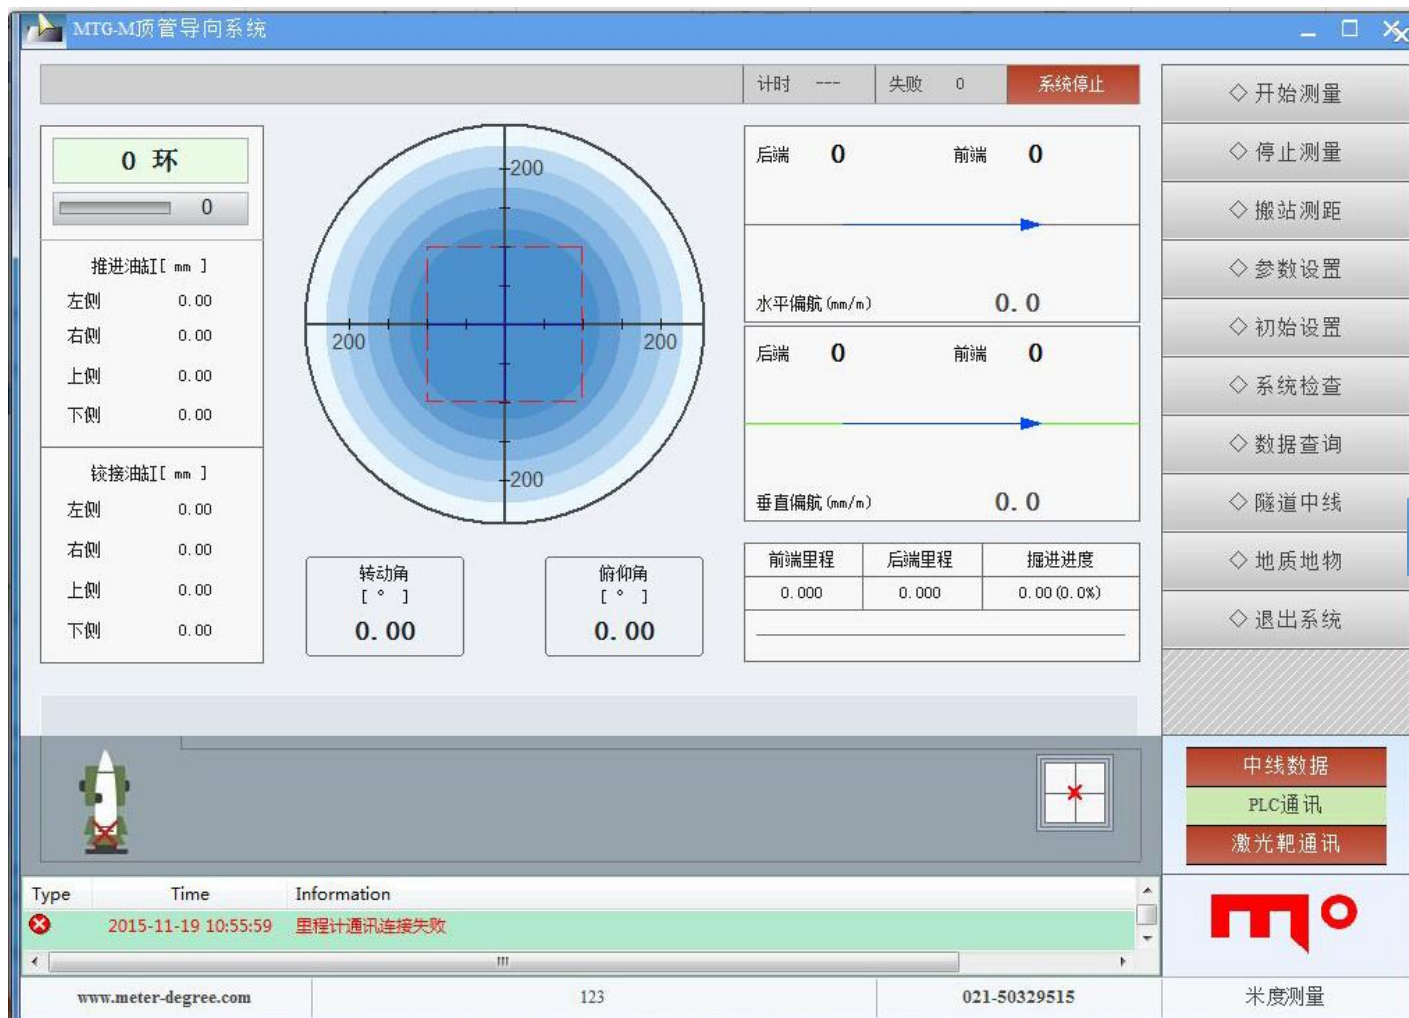 MTG-M顶管导向系统
计时 --- 失败 0 系统停止
0 环
0
推进油缸[ mm ]
左侧 0.00
右侧 0.00
上侧 0.00
下侧 0.00
铰接油缸[ mm ]
左侧 0.00
右侧 0.00
上侧 0.00
下侧 0.00
200
200
200
200
转动角
[ ° ]
0.00
俯仰角
[ ° ]
0.00
后端 0 前端 0
水平偏航(mm/m) 0.0
后端 0 前端 0
垂直偏航(mm/m) 0.0
前端里程 后端里程 掘进进度
0.000 0.000 0.00(0.0%)
◇ 开始测量
◇ 停止测量
◇ 搬站测距
◇ 参数设置
◇ 初始设置
◇ 系统检查
◇ 数据查询
◇ 隧道中线
◇ 地质地物
◇ 退出系统
中线数据
PLC通讯
激光靶通讯
Type Time Information
2015-11-19 10:55:59 里程计通讯连接失败
m°
www.meter-degree.com 123 021-50329515 米度测量